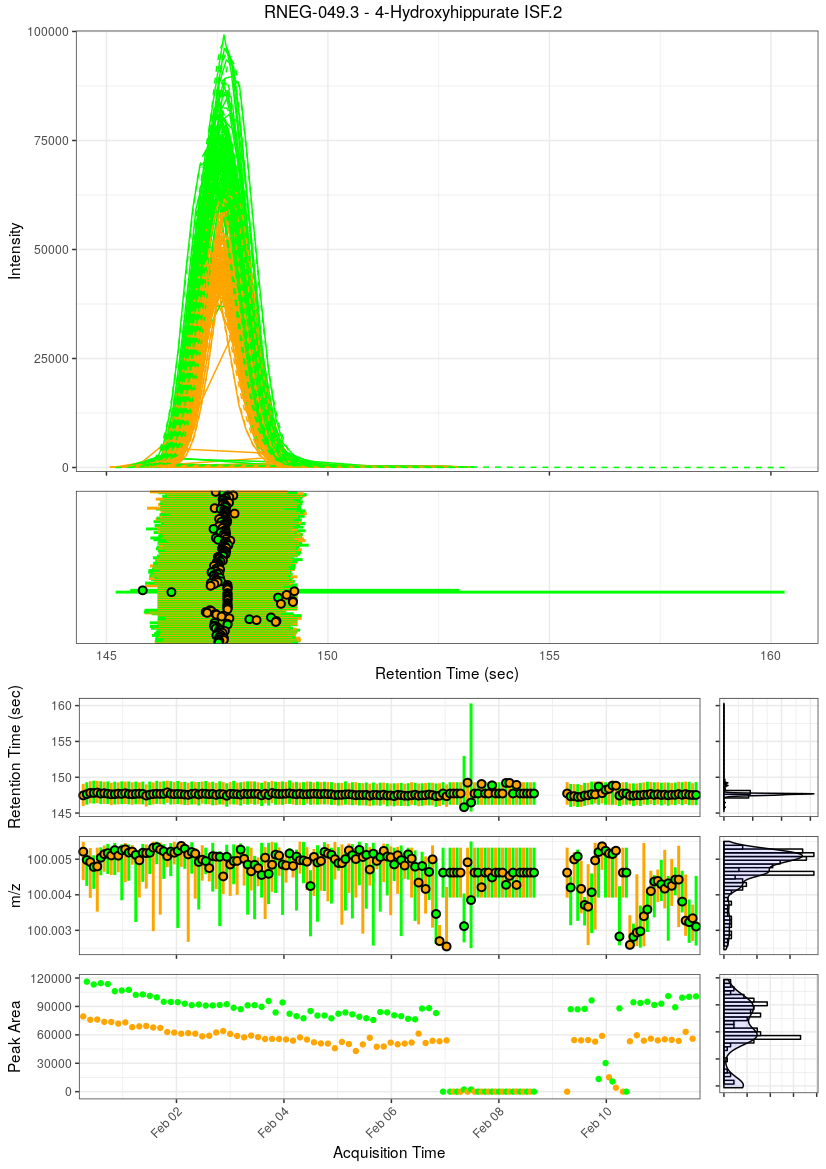 RNEG-049.3 - 4-Hydroxyhippurate ISF.2
100000
75000
50000
25000
0
Intensity
145
150
155
160
Retention Time (sec)
160
155
150
145
Retention Time (sec)
100.005
100.004
100.003
m/z
120000
90000
60000
30000
0
Peak Area
Feb 02
Feb 04
Feb 06
Feb 08
Feb 10
Acquisition Time